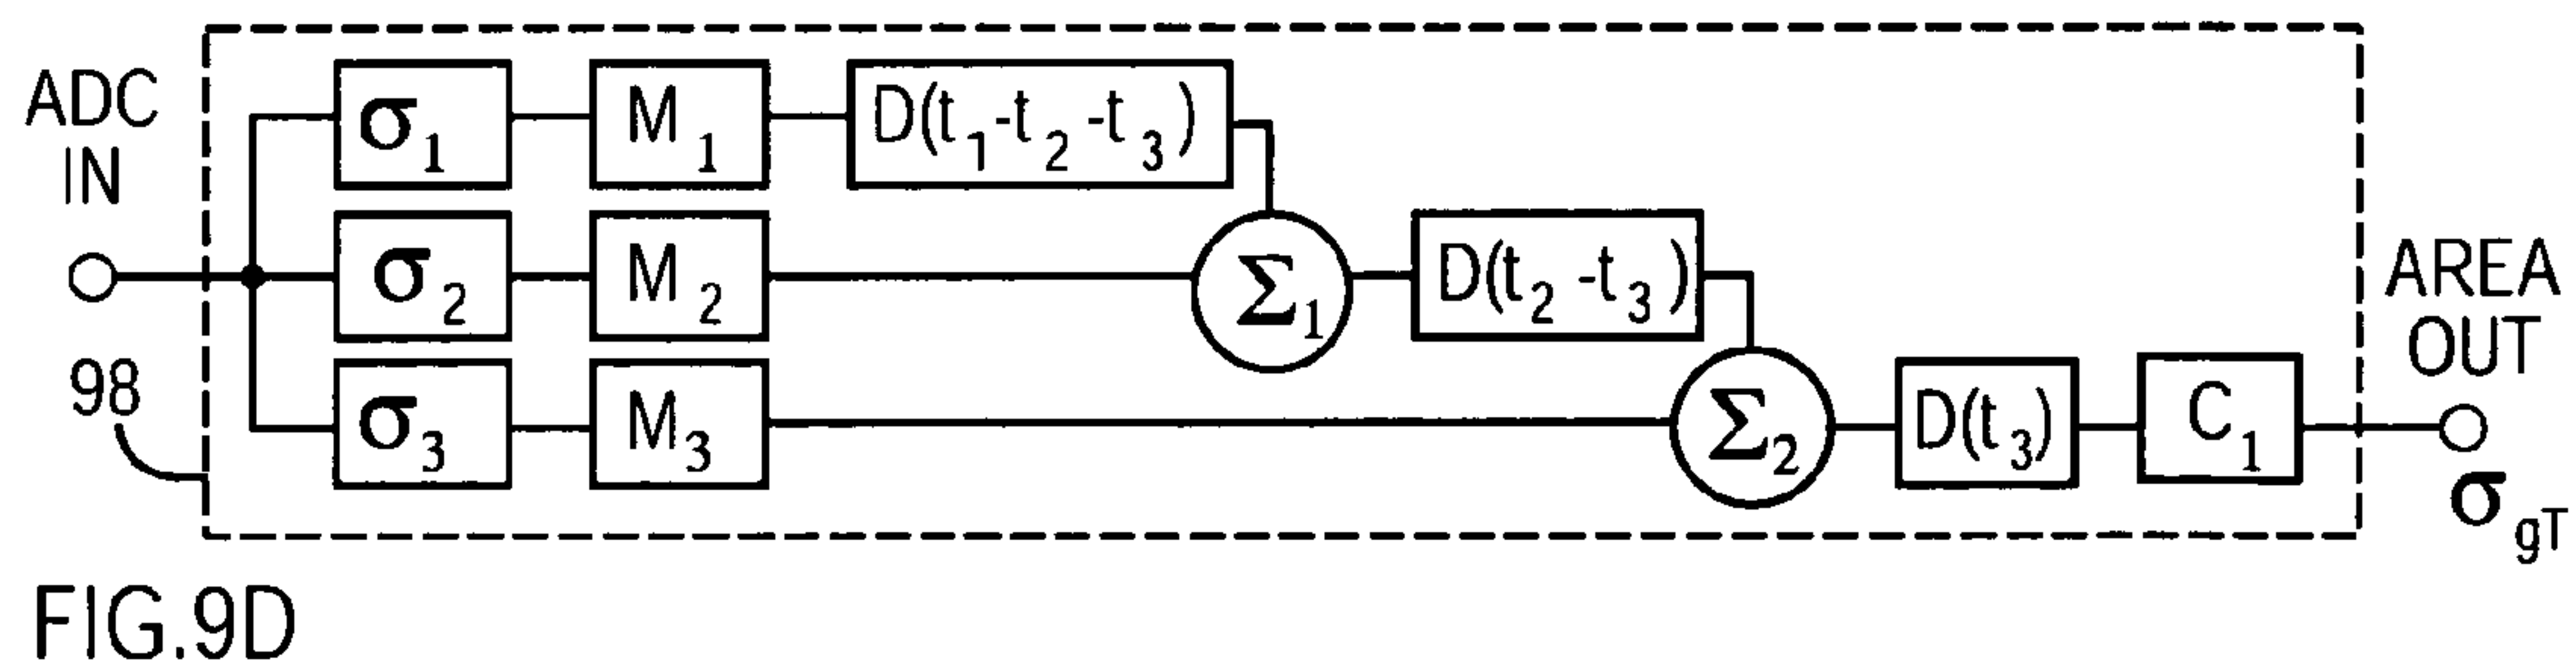 ADC
IN
σ₁
M₁
D(t₁-t₂-t₃)
σ₂
M₂
Σ₁
D(t₂-t₃)
AREA
OUT
98
σ₃
M₃
Σ₂
D(t₃)
C₁
σgT
FIG.9D